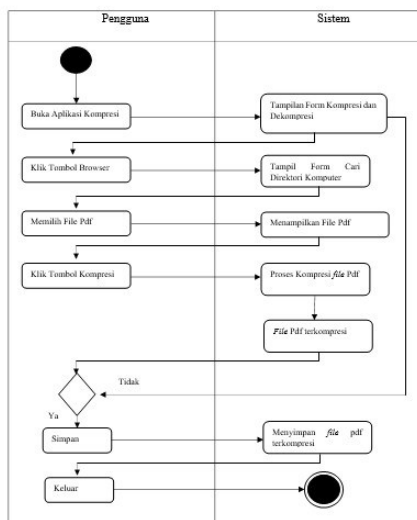 Pengguna
Sistem
Buka Aplikasi Kompresi
Tampilan Form Kompresi dan
Dekompresi
Klik Tombol Browser
Tampil Form Cari
Direktori Komputer
Memilih File Pdf
Menampilkan File Pdf
Klik Tombol Kompresi
Proses Kompresi file Pdf
File Pdf terkompresi
Tidak
Ya
Simpan
Menyimpan file pdf
terkompresi
Keluar